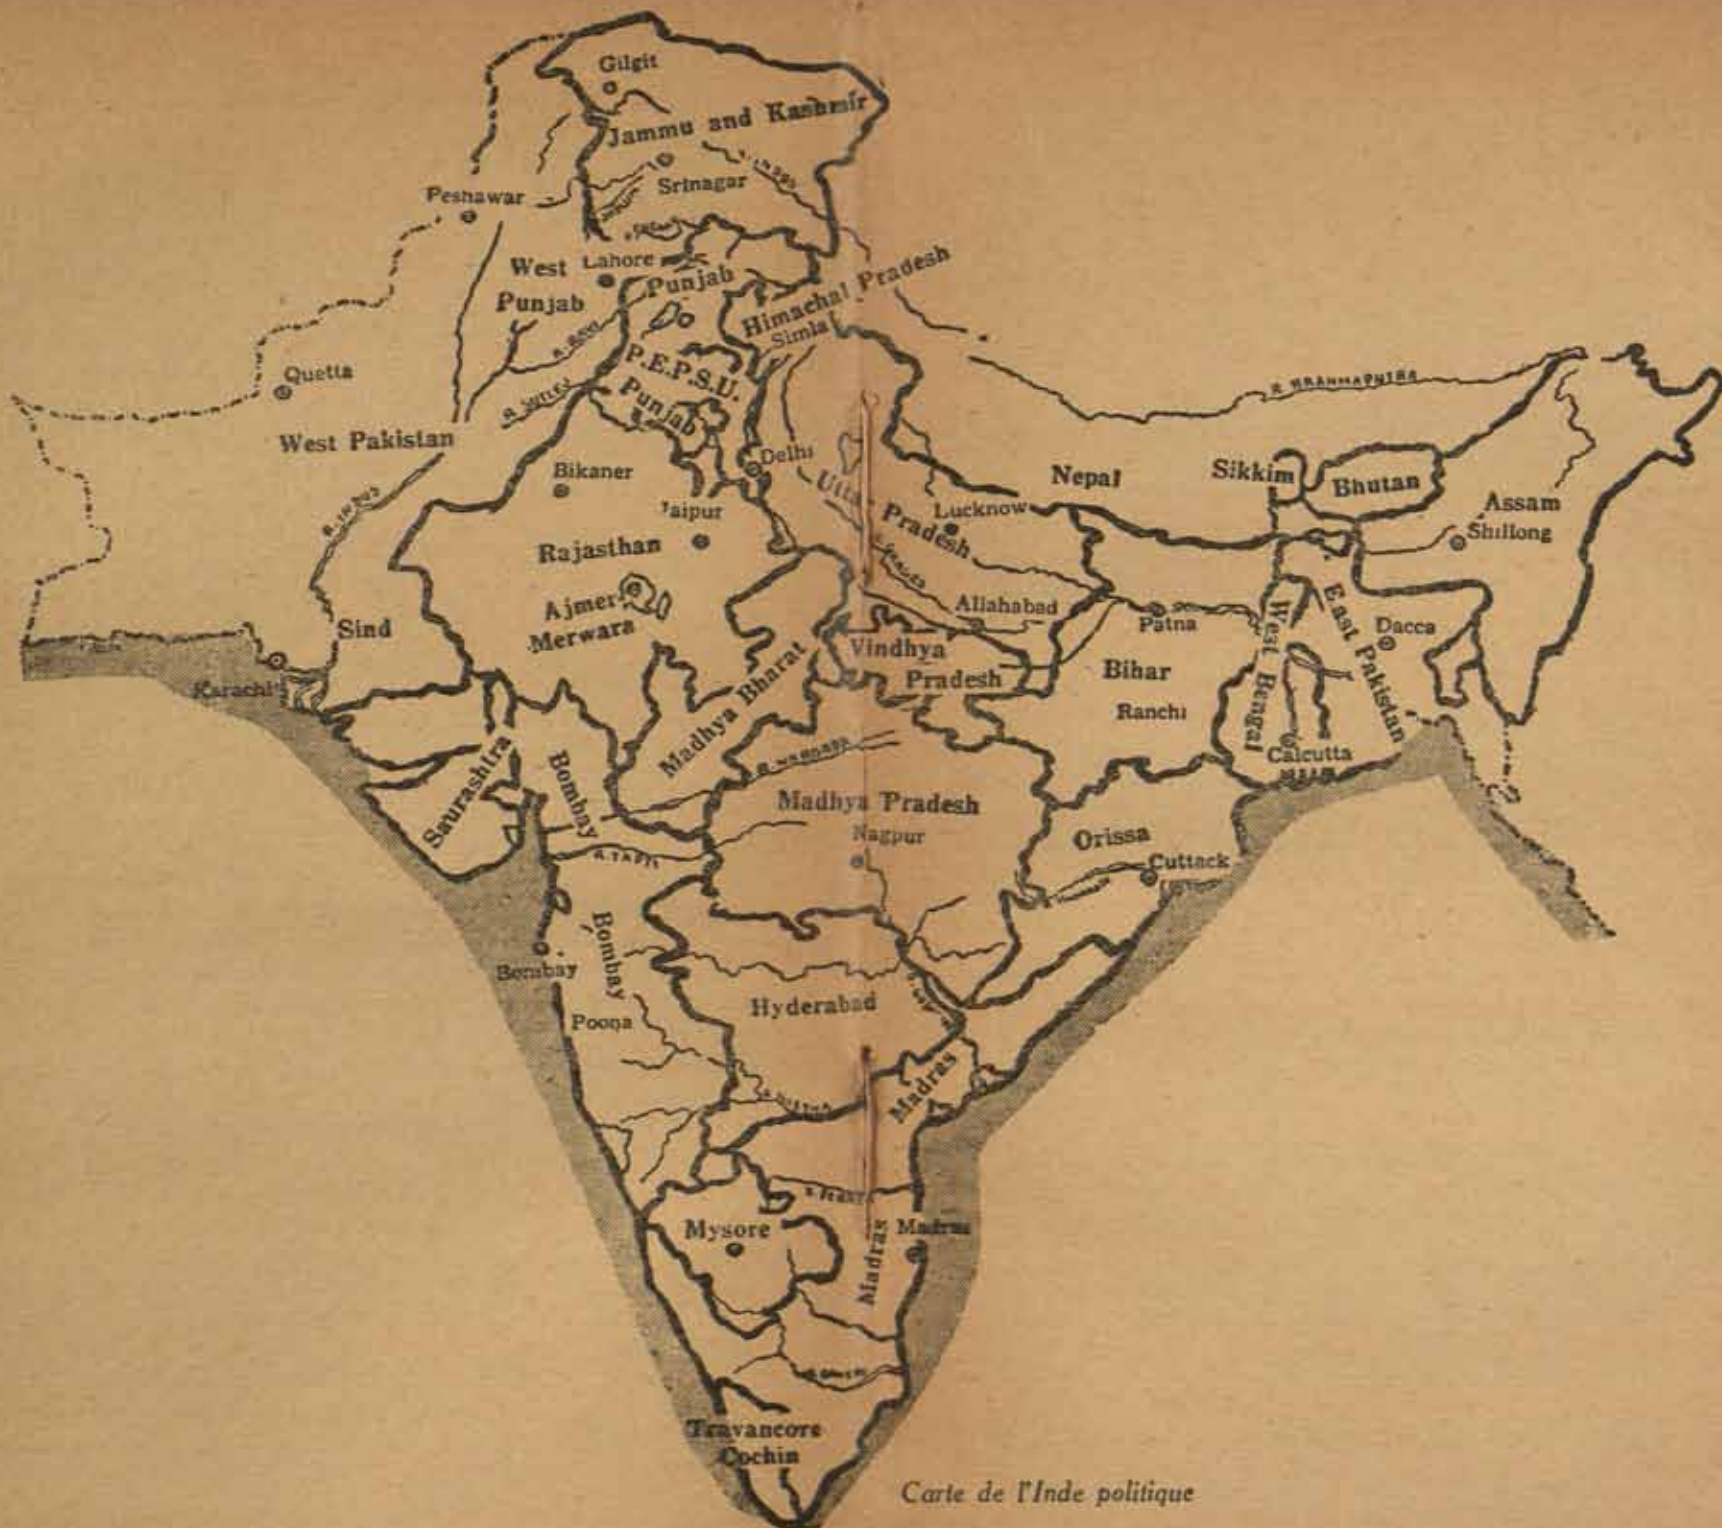 Gilgit
Jammu and Kashmir
Srinagar
Peshawar
West
Punjab
Lahore
Punjab
Himachal Pradesh
Simla
R. RAVI
R. SUTLEJ
P.E.P.S.U.
Punjab
Quetta
West Pakistan
R. INDUS
Bikaner
Jaipur
Delhi
Rajasthan
Ajmer
Merwara
Sind
Karachi
Uttar
Pradesh
Lucknow
Allahabad
Nepal
Sikkim
Bhutan
R. BRAHMAPUTRA
Assam
Shillong
East Pakistan
Dacca
West Bengal
Calcutta
Patna
Bihar
Ranchi
Vindhya
Pradesh
Madhya Bharat
Saurashtra
Bombay
R. TAPTI
Madhya Pradesh
Nagpur
Orissa
Cuttack
Bombay
Bombay
Poona
Hyderabad
Madras
Mysore
Madras
Madras
Travancore
Cochin
Carte de l'Inde politique